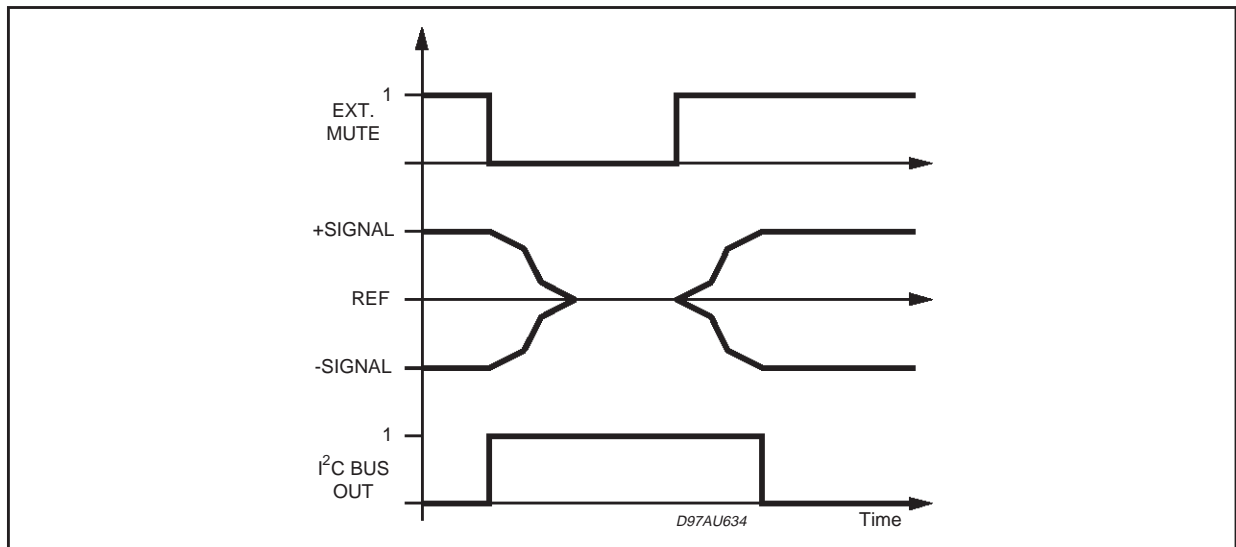 1
EXT.
MUTE
+SIGNAL
REF
-SIGNAL
1
I²C BUS
OUT
D97AU634
Time